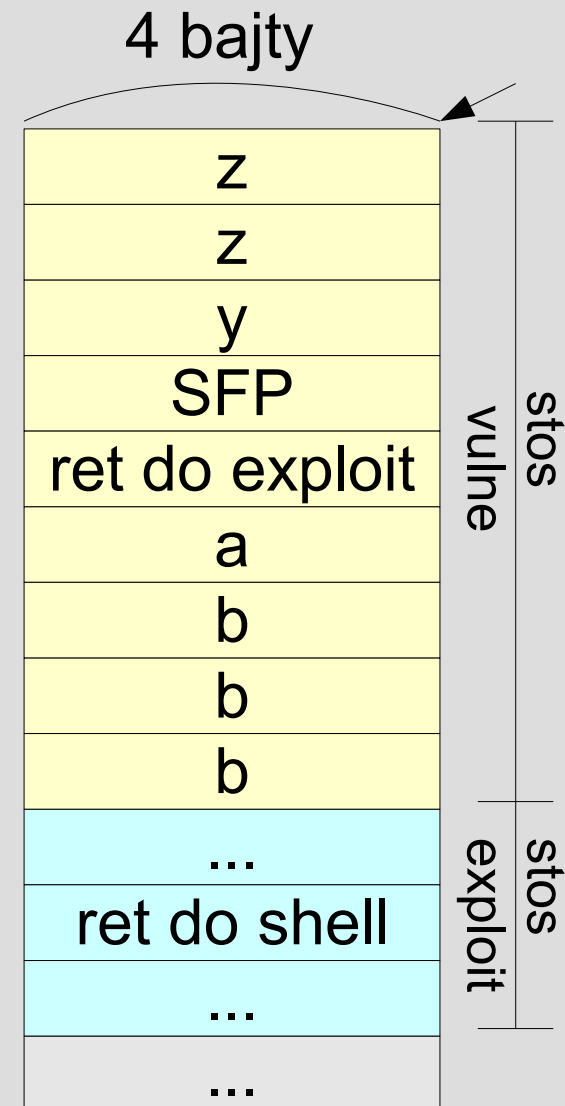 4 bajty
z
z
y
SFP
ret do exploit
a
b
b
b
...
ret do shell
...
...
stos
vulne
stos
exploit